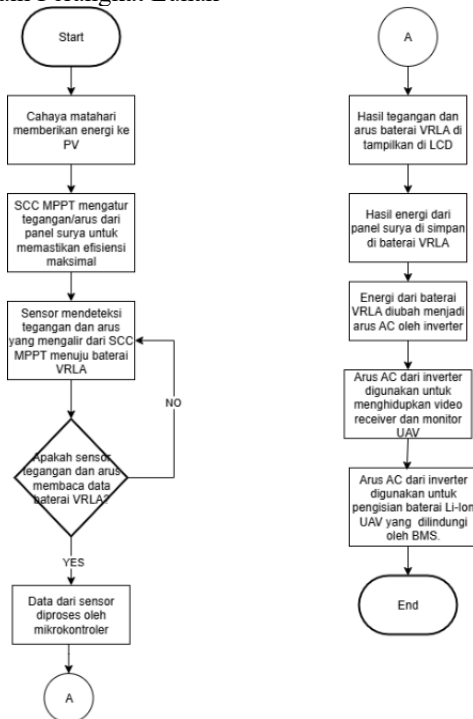 Start
Cahaya matahari
memberikan energi ke
PV
SCC MPPT mengatur
tegangan/arus dari
panel surya untuk
memastikan efisiensi
maksimal
Sensor mendeteksi
tegangan dan arus
yang mengalir dari SCC
MPPT menuju baterai
VRLA
NO
Apakah sensor
tegangan dan arus
membaca data
baterai VRLA?
YES
Data dari sensor
diproses oleh
mikrokontroler
A
A
Hasil tegangan dan
arus baterai VRLA di
tampilkan di LCD
Hasil energi dari
panel surya di simpan
di baterai VRLA
Energi dari baterai
VRLA diubah menjadi
arus AC oleh inverter
Arus AC dari inverter
digunakan untuk
menghidupkan video
receiver dan monitor
UAV
Arus AC dari inverter
digunakan untuk
pengisian baterai Li-Ion
UAV yang dilindungi
oleh BMS.
End